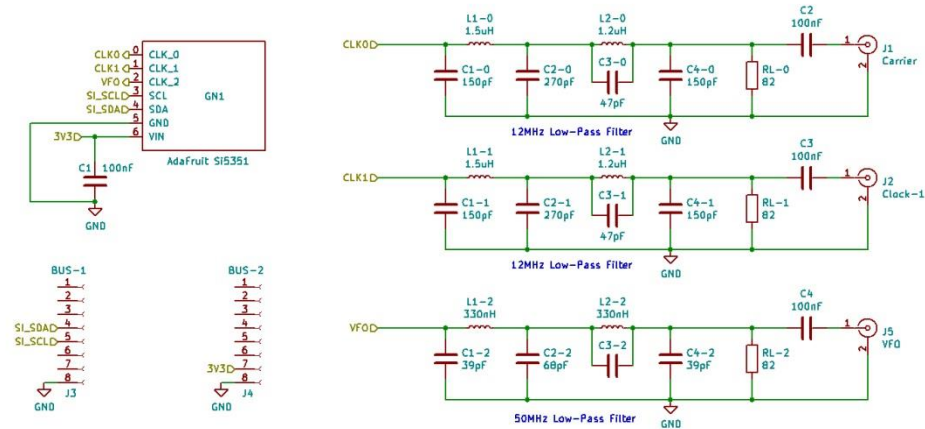 CLK0
CLK1
VFO
SI_SCL
SI_SDA
3V3
0
1
2
3
4
5
6
CLK_0
CLK_1
CLK_2
SCL
SDA
GND
VIN
GN1
AdaFruit Si5351
C1
100nF
GND
BUS-1
1
2
3
4
5
6
7
8
SI_SDA
SI_SCL
GND
J3
BUS-2
1
2
3
4
5
6
7
8
3V3
GND
J4
CLK0
L1-0
1.5uH
L2-0
1.2uH
C1-0
150pF
C2-0
270pF
C3-0
47pF
C4-0
150pF
RL-0
82
C2
100nF
1
2
J1
Carrier
GND
12MHz Low-Pass Filter
CLK1
L1-1
1.5uH
L2-1
1.2uH
C1-1
150pF
C2-1
270pF
C3-1
47pF
C4-1
150pF
RL-1
82
C3
100nF
1
2
J2
Clock-1
GND
12MHz Low-Pass Filter
VFO
L1-2
330nH
L2-2
330nH
C1-2
39pF
C2-2
68pF
C3-2
C4-2
39pF
RL-2
82
C4
100nF
1
2
J5
VFO
GND
50MHz Low-Pass Filter